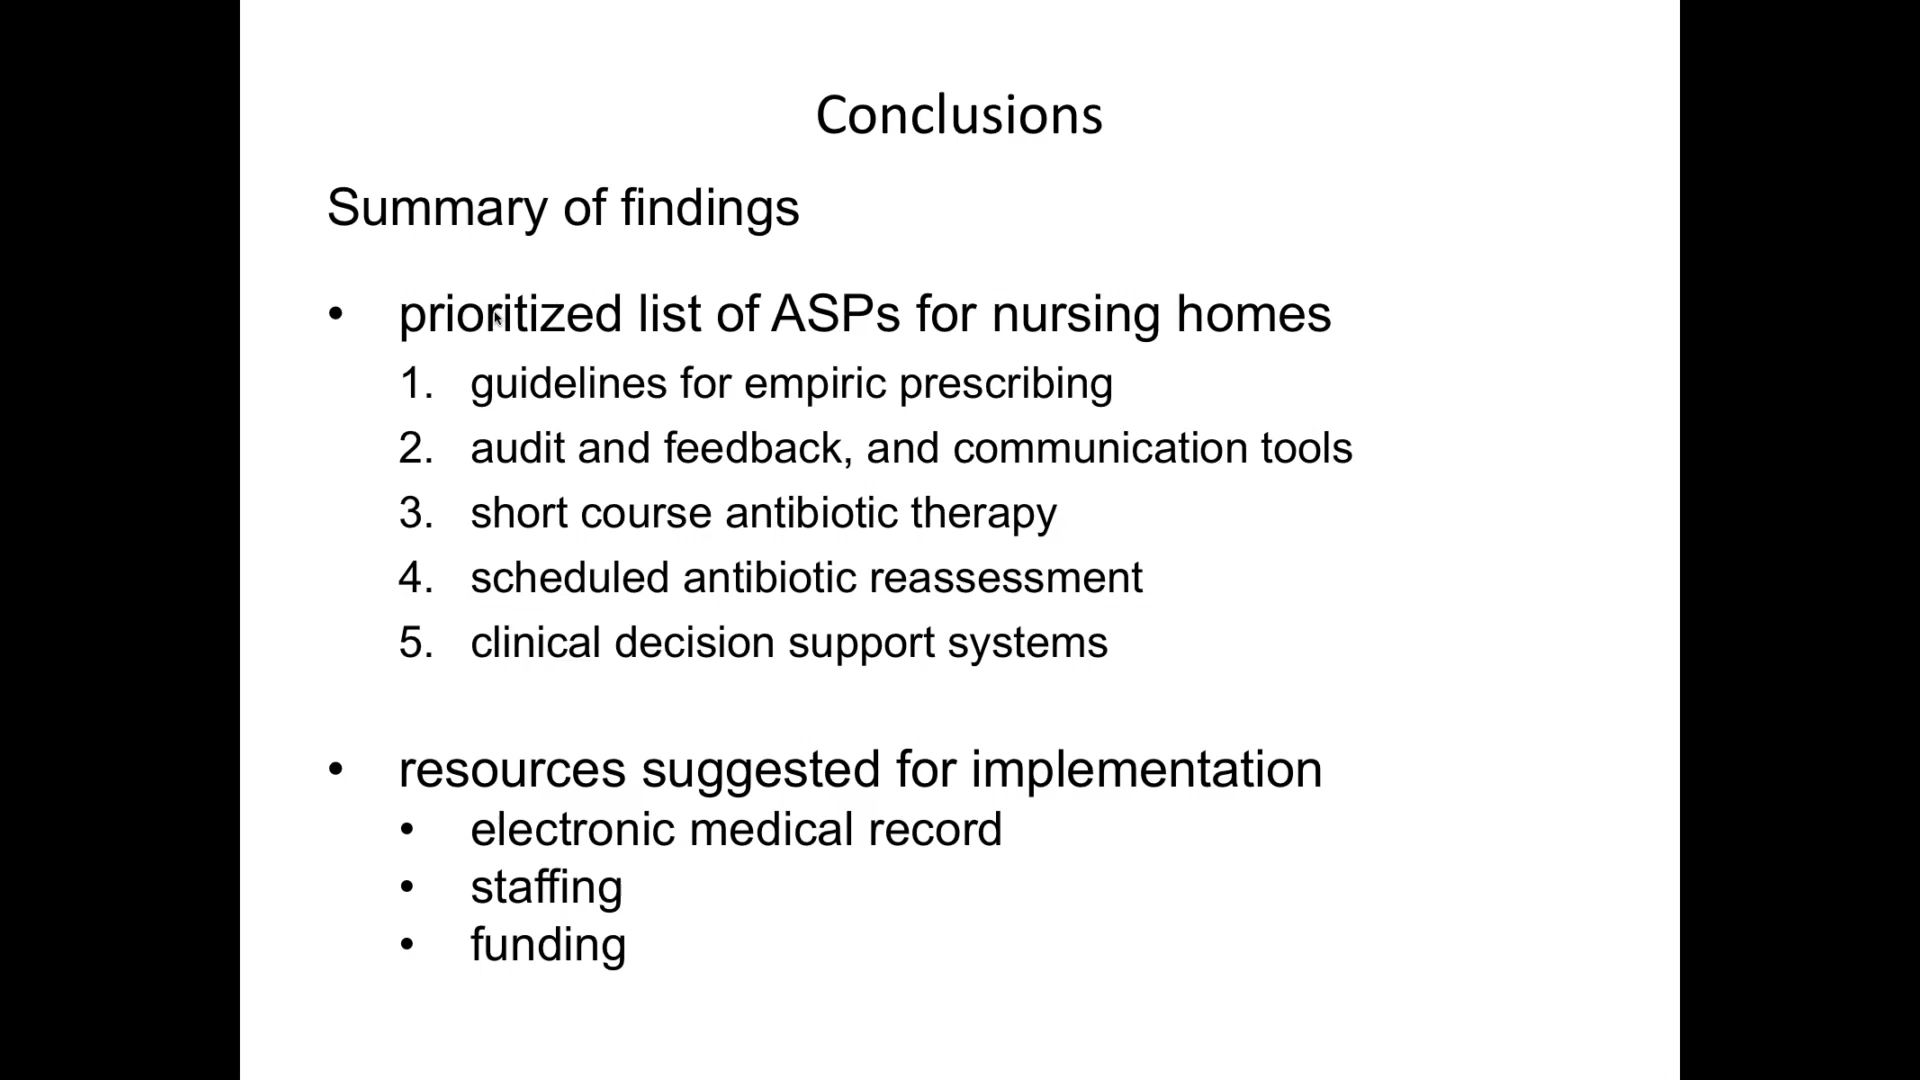 Conclusions
Summary of findings
• prioritized list of ASPs for nursing homes
1. guidelines for empiric prescribing
2. audit and feedback, and communication tools
3. short course antibiotic therapy
4. scheduled antibiotic reassessment
5. clinical decision support systems
• resources suggested for implementation
• electronic medical record
• staffing
• funding